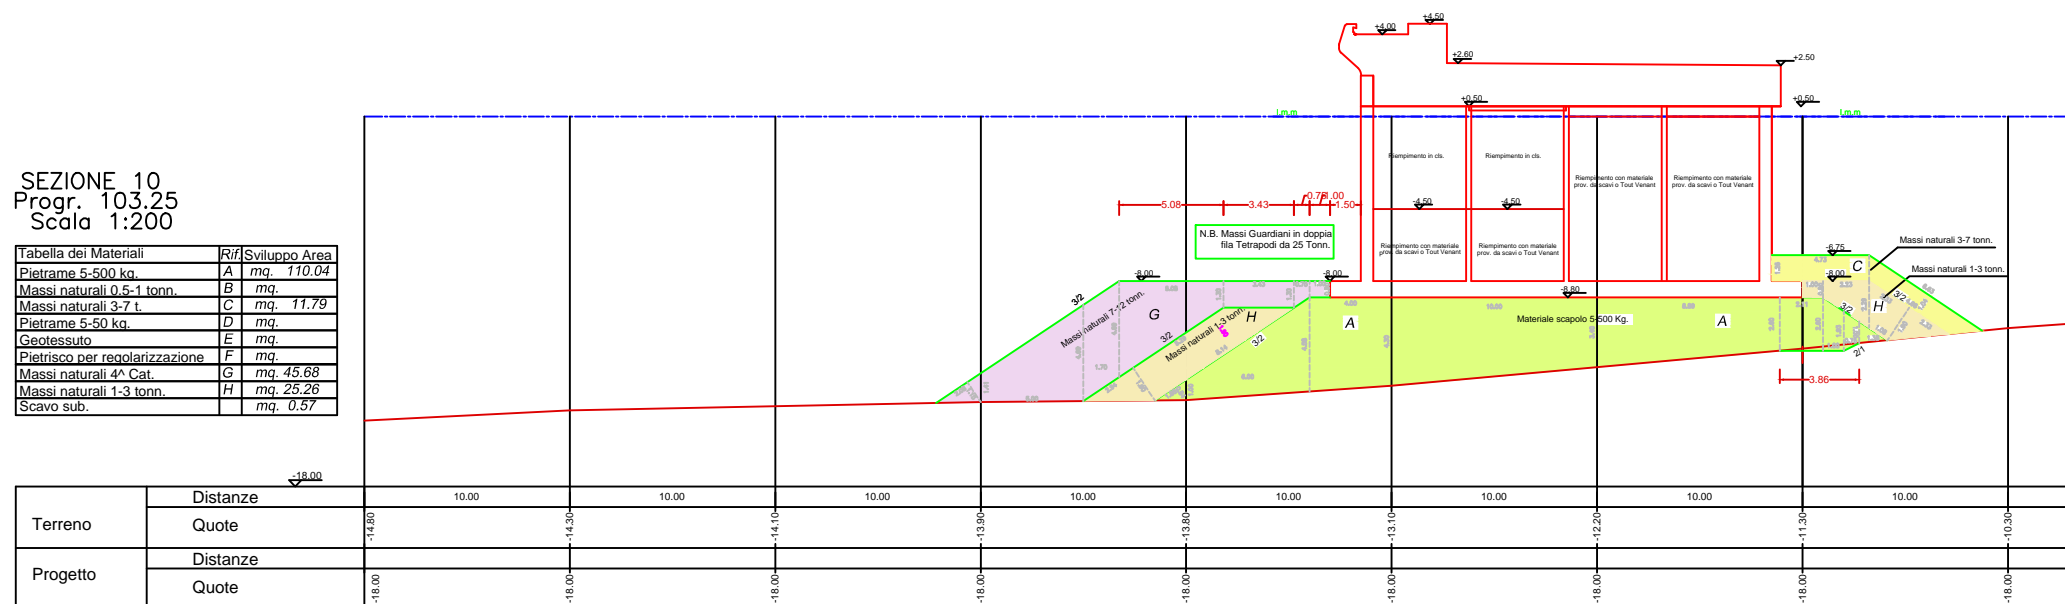 SEZIONE 10
Progr. 103.25
Scala 1:200
Tabella dei Materiali Rif. Sviluppo Area
Pietrame 5-500 kg. A mq. 110.04
Massi naturali 0.5-1 tonn. B mq.
Massi naturali 3-7 t. C mq. 11.79
Pietrame 5-50 kg. D mq.
Geotessuto E mq.
Pietrisco per regolarizzazione F mq.
Massi naturali 4^ Cat. G mq. 45.68
Massi naturali 1-3 tonn. H mq. 25.26
Scavo sub. mq. 0.57
+4.00
+4.50
+2.60
+2.50
+0.50
+0.50
l.m.m.
l.m.m.
Riempimento in cls.
Riempimento in cls.
Riempimento con materiale
prov. da scavi o Tout Venant
Riempimento con materiale
prov. da scavi o Tout Venant
-4.50
-4.50
Riempimento con materiale
prov. da scavi o Tout Venant
Riempimento con materiale
prov. da scavi o Tout Venant
5.08
3.43
0.75
1.00
1.50
N.B. Massi Guardiani in doppia
fila Tetrapodi da 25 Tonn.
-8.00
-8.00
-8.80
-6.75
-8.00
Massi naturali 3-7 tonn.
Massi naturali 1-3 tonn.
3/2
Massi naturali 7-12 tonn.
G
3/2
Massi naturali 1-3 tonn.
H
3/2
A
Materiale scapolo 5-500 Kg.
A
C
H
3/2
3/2
2/1
3.86
-18.00
Terreno
Distanze 10.00 10.00 10.00 10.00 10.00 10.00 10.00 10.00
Quote -14.80 -14.30 -14.10 -13.90 -13.80 -13.10 -12.20 -11.30 -10.30
Progetto
Distanze
Quote -18.00 -18.00 -18.00 -18.00 -18.00 -18.00 -18.00 -18.00 -18.00